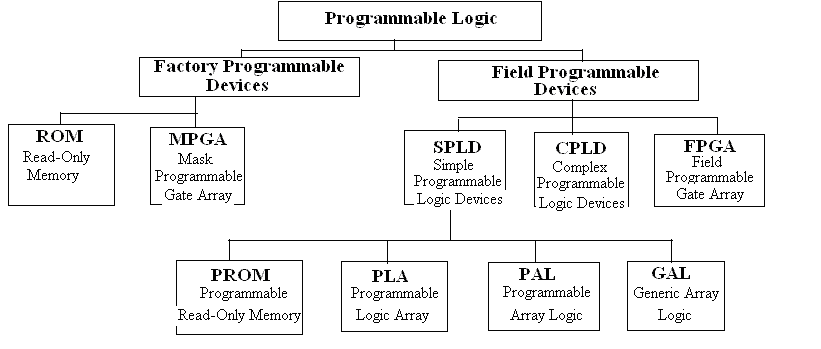 Programmable Logic
Factory Programmable
Devices
Field Programmable
Devices
ROM
Read-Only
Memory
MPGA
Mask
Programmable
Gate Array
SPLD
Simple
Programmable
Logic Devices
CPLD
Complex
Programmable
Logic Devices
FPGA
Field
Programmable
Gate Array
PROM
Programmable
Read-Only Memory
PLA
Programmable
Logic Array
PAL
Programmable
Array Logic
GAL
Generic Array
Logic